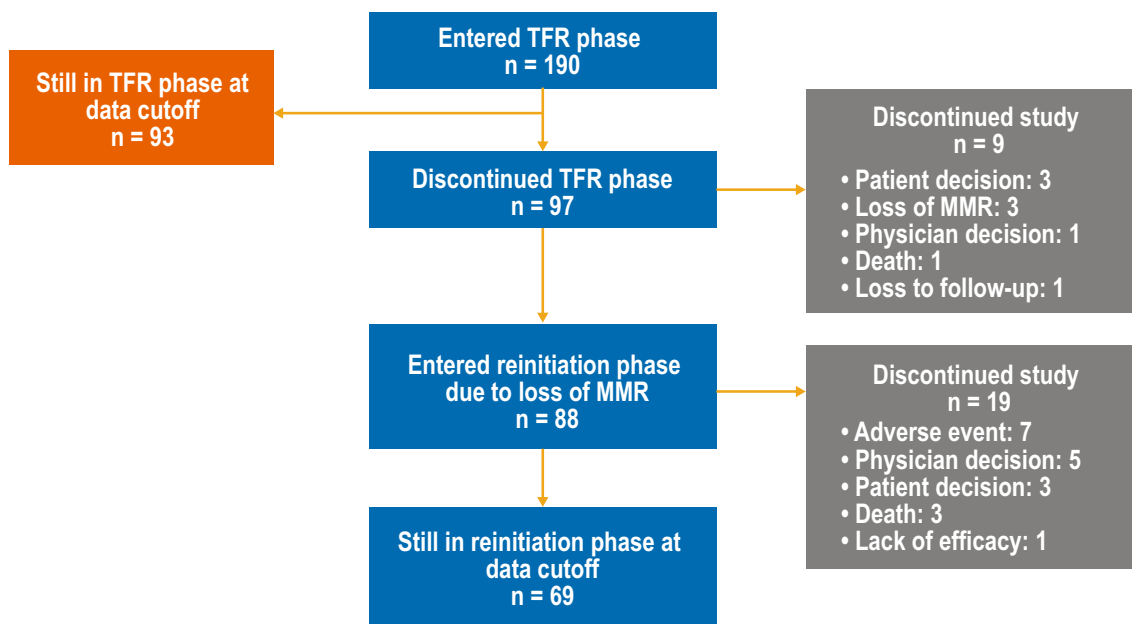 Entered TFR phase
n = 190
Still in TFR phase at
data cutoff
n = 93
Discontinued TFR phase
n = 97
Discontinued study
n = 9
• Patient decision: 3
• Loss of MMR: 3
• Physician decision: 1
• Death: 1
• Loss to follow-up: 1
Entered reinitiation phase
due to loss of MMR
n = 88
Discontinued study
n = 19
• Adverse event: 7
• Physician decision: 5
• Patient decision: 3
• Death: 3
• Lack of efficacy: 1
Still in reinitiation phase at
data cutoff
n = 69